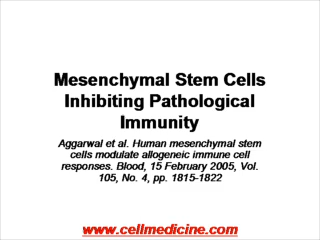 Mesenchymal Stem Cells
Inhibiting Pathological
Immunity
Aggarwal et al. Human mesenchymal stem
cells modulate allogeneic immune cell
responses. Blood, 15 February 2005, Vol.
105, No. 4, pp. 1815-1822
www.cellmedicine.com